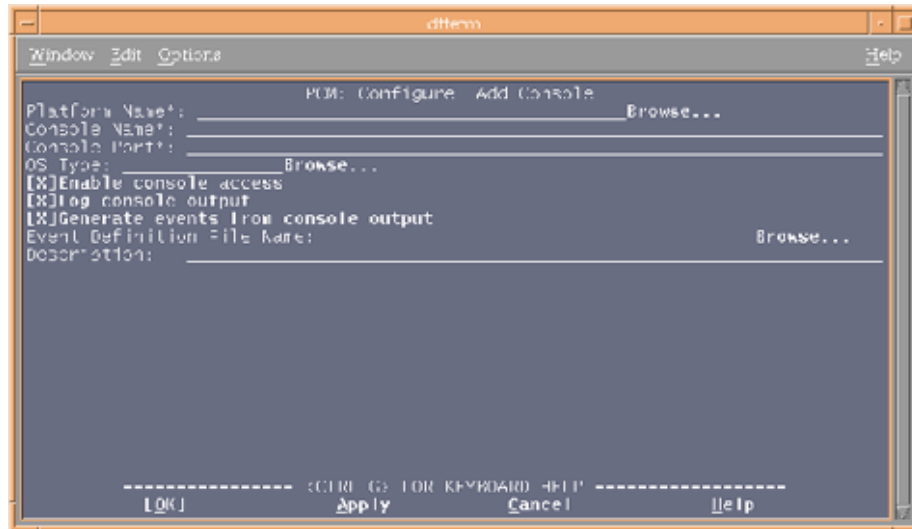 dtterm
Window Edit Options Help
PCM: Configure Add Console
Platform Name*: Browse...
Console Name*:
Console Port*:
OS Type: Browse...
[X]Enable console access
[X]Log console output
[X]Generate events from console output
Event Definition File Name: Browse...
Description:
---------------- <CTRL G> FOR KEYBOARD HELP ------------------
[OK] Apply Cancel Help